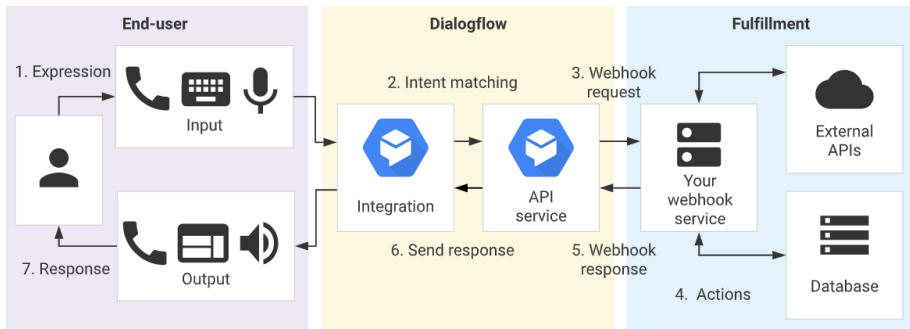 End-user
Dialogflow
Fulfillment
1. Expression
Input
2. Intent matching
3. Webhook
request
External
APIs
Integration
API
service
Your
webhook
service
7. Response
Output
6. Send response
5. Webhook
response
4. Actions
Database